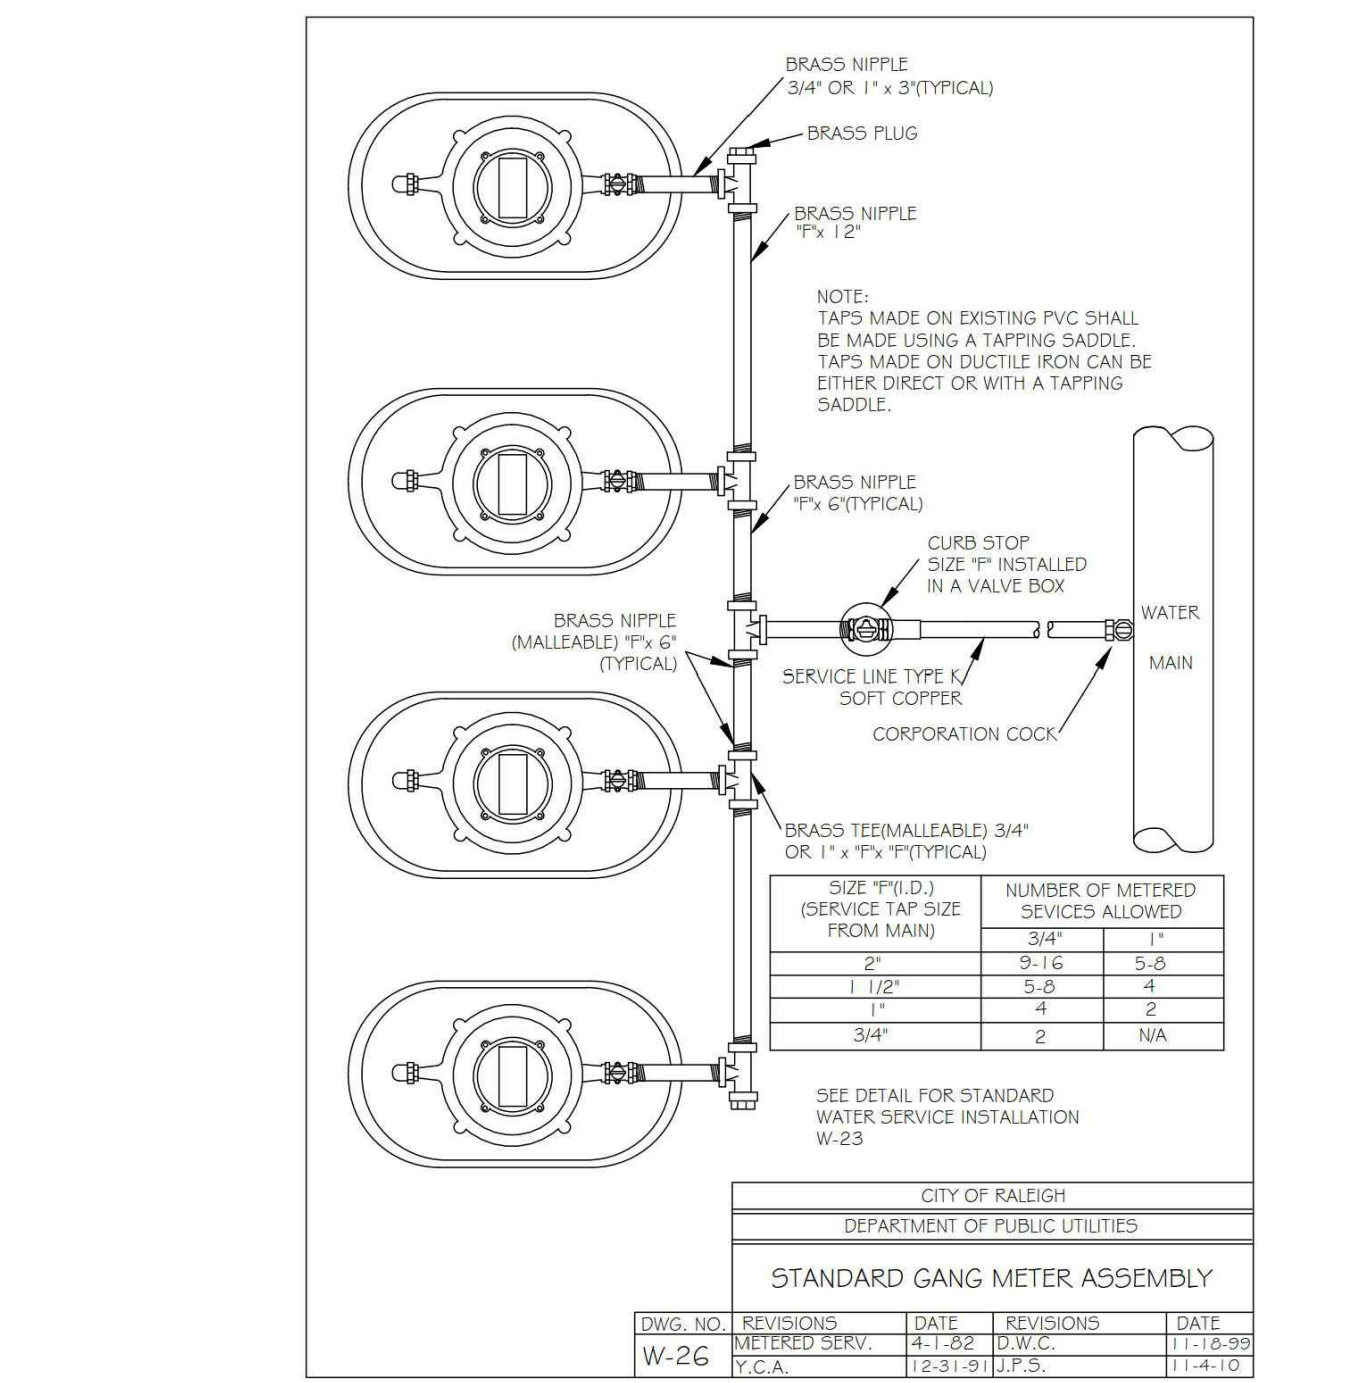 BRASS NIPPLE
3/4" OR 1" x 3"(TYPICAL)
BRASS PLUG
BRASS NIPPLE
"F"x 12"
NOTE:
TAPS MADE ON EXISTING PVC SHALL
BE MADE USING A TAPPING SADDLE.
TAPS MADE ON DUCTILE IRON CAN BE
EITHER DIRECT OR WITH A TAPPING
SADDLE.
BRASS NIPPLE
"F"x 6"(TYPICAL)
CURB STOP
SIZE "F" INSTALLED
IN A VALVE BOX
BRASS NIPPLE
(MALLEABLE) "F"x 6"
(TYPICAL)
WATER
MAIN
SERVICE LINE TYPE K
SOFT COPPER
CORPORATION COCK
BRASS TEE(MALLEABLE) 3/4"
OR 1" x "F"x "F"(TYPICAL)
SIZE "F"(I.D.)
(SERVICE TAP SIZE
FROM MAIN)
NUMBER OF METERED
SEVICES ALLOWED
3/4" 1"
2" 9-16 5-8
1 1/2" 5-8 4
1" 4 2
3/4" 2 N/A
SEE DETAIL FOR STANDARD
WATER SERVICE INSTALLATION
W-23
CITY OF RALEIGH
DEPARTMENT OF PUBLIC UTILITIES
STANDARD GANG METER ASSEMBLY
DWG. NO. REVISIONS DATE REVISIONS DATE
W-26
METERED SERV. 4-1-82 D.W.C. 11-18-99
Y.C.A. 12-31-91 J.P.S. 11-4-10